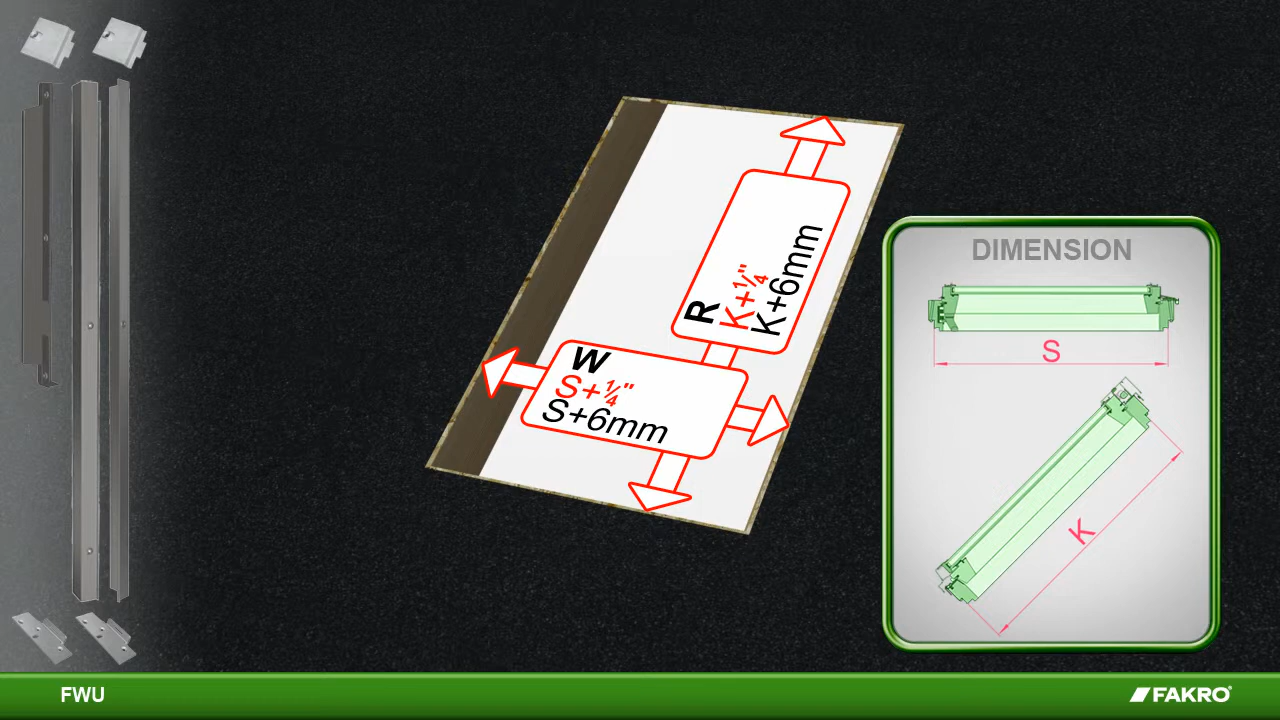 R
K+¼"
K+6mm
W
S+¼"
S+6mm
DIMENSION
S
K
FWU
FAKRO®